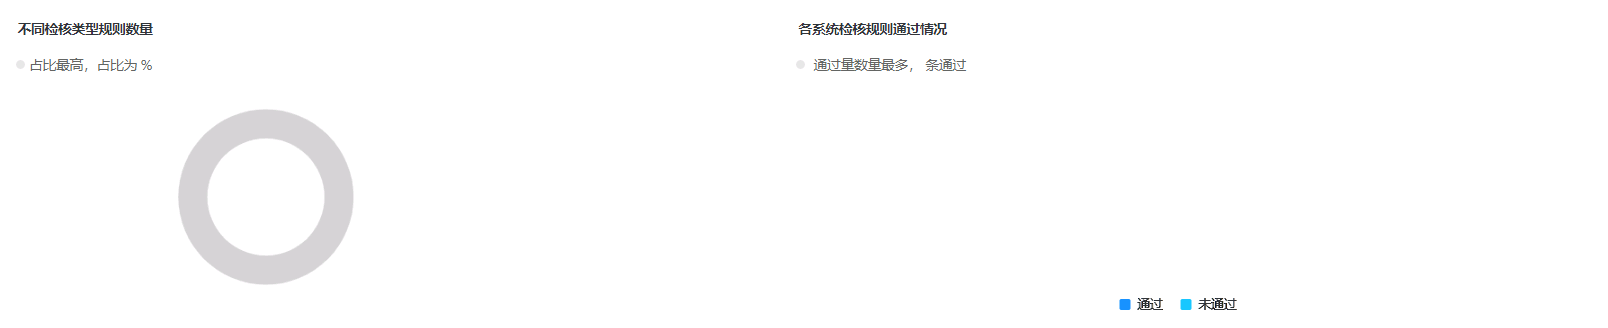 不同检核类型规则数量
占比最高，占比为 %
各系统检核规则通过情况
通过量数量最多， 条通过
通过 未通过